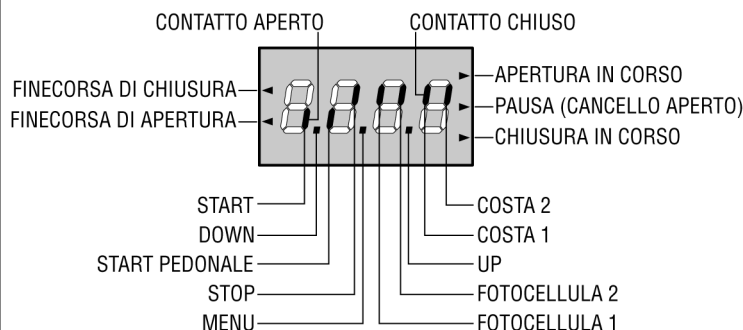 CONTATTO APERTO
CONTATTO CHIUSO
FINECORSA DI CHIUSURA
FINECORSA DI APERTURA
APERTURA IN CORSO
PAUSA (CANCELLO APERTO)
CHIUSURA IN CORSO
START
DOWN
START PEDONALE
STOP
MENU
COSTA 2
COSTA 1
UP
FOTOCELLULA 2
FOTOCELLULA 1